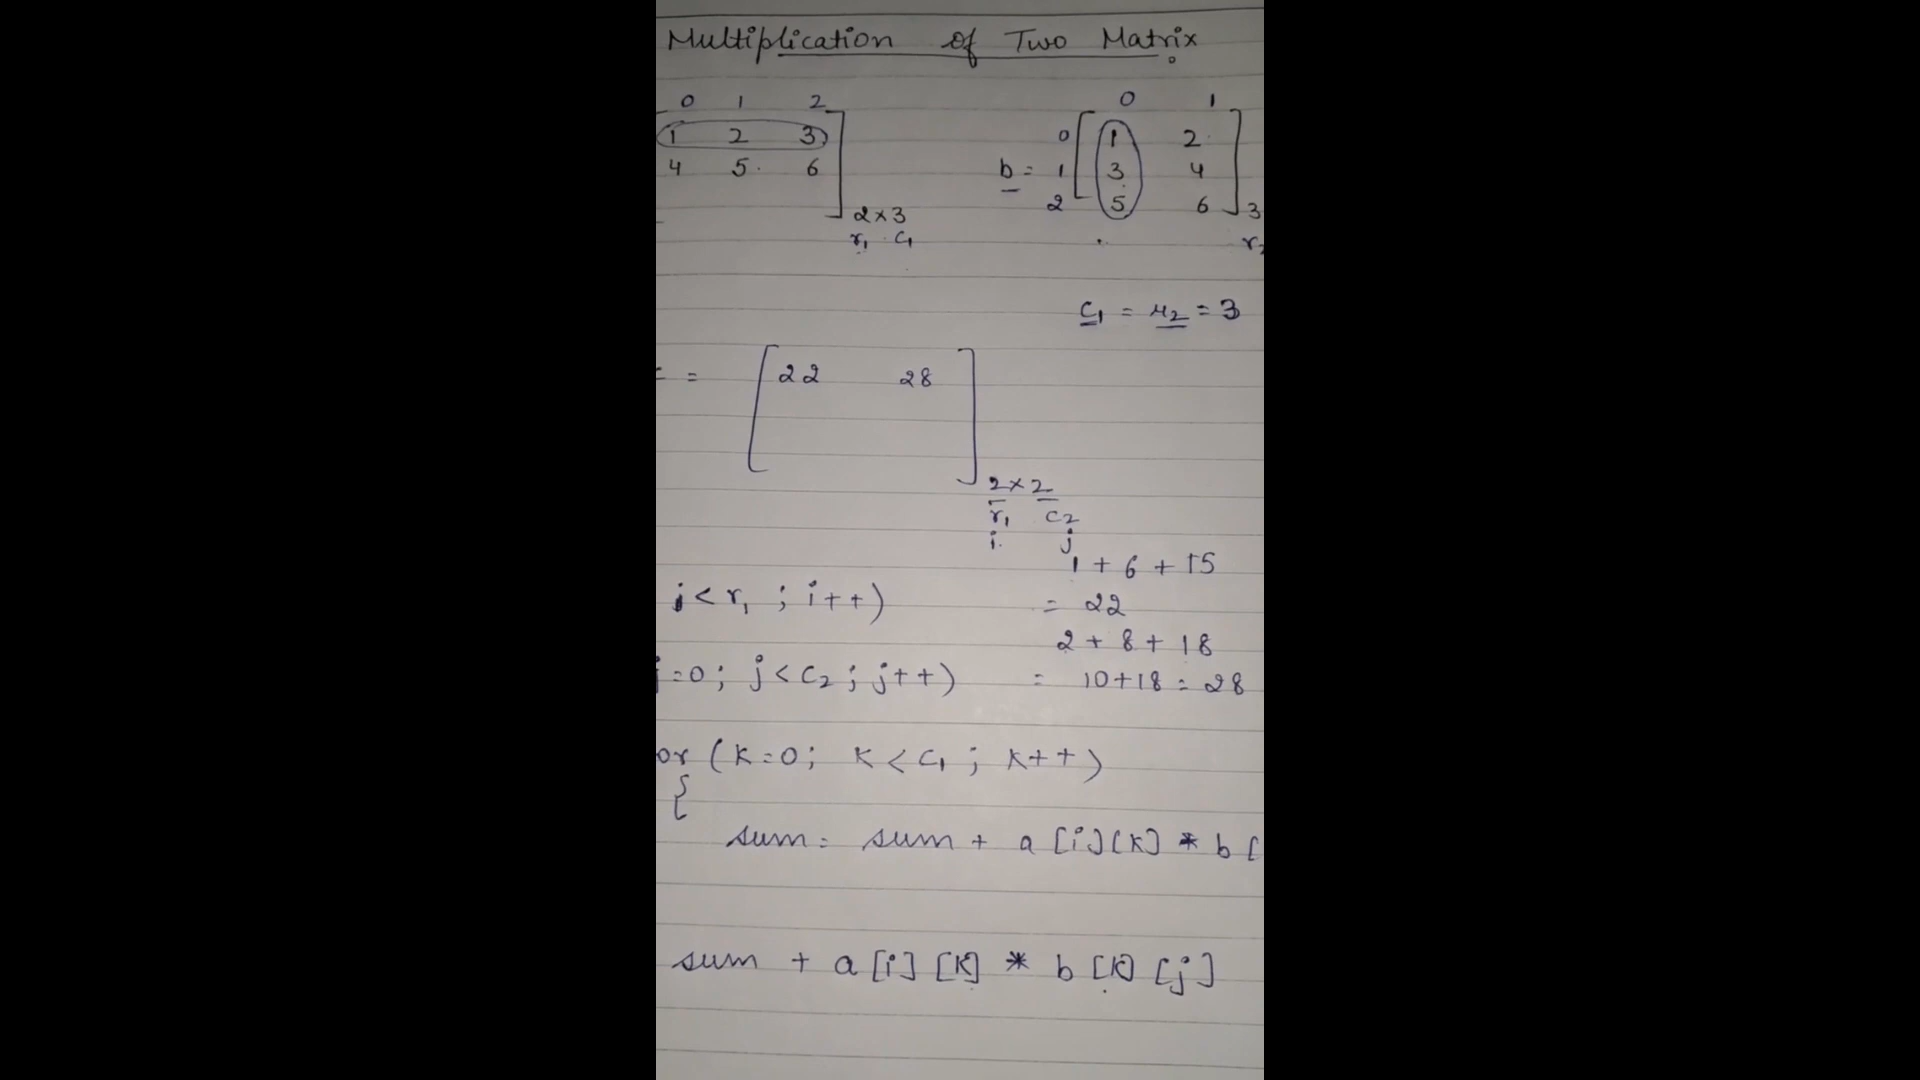 Multiplication of Two Matrix
0 1 2
1 2 3
4 5 6
2×3
r1 c1
0 1
0 1 2
b = 1 3 4
2 5 6
3
r2
c1 = r2 = 3
= 22 28
2×2
r1 c2
i j
1 + 6 + 15
= 22
2 + 8 + 18
= 10+18 = 28
i < r1 ; i++)
=0; j < c2 ; j++)
or (k=0; k < c1 ; k++)
{
sum = sum + a [i][k] * b [
sum + a [i] [k] * b [k] [j]